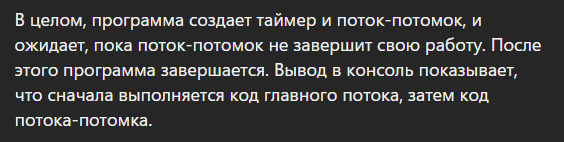 В целом, программа создает таймер и поток-потомок, и
ожидает, пока поток-потомок не завершит свою работу. После
этого программа завершается. Вывод в консоль показывает,
что сначала выполняется код главного потока, затем код
потока-потомка.